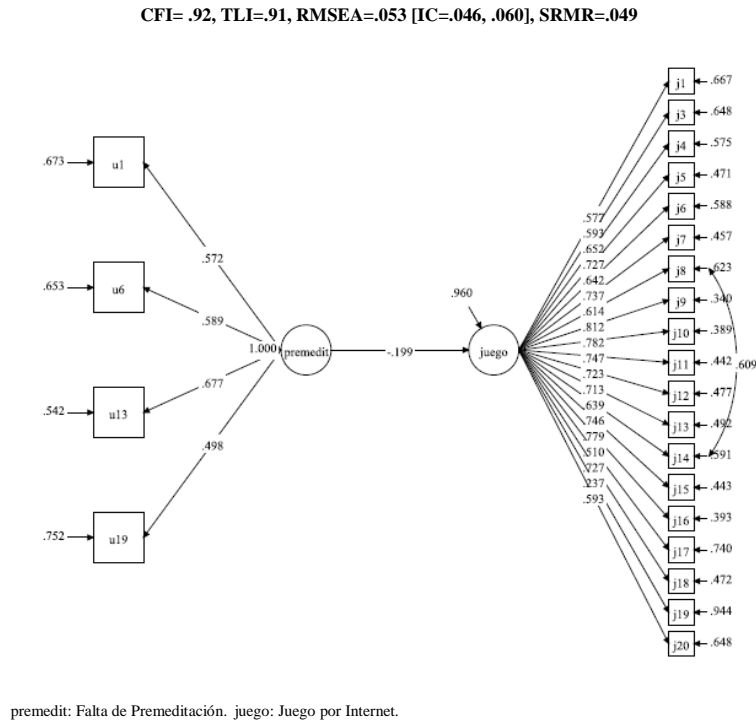 CFI= .92, TLI=.91, RMSEA=.053 [IC=.046, .060], SRMR=.049
.673 u1
.653 u6
.542 u13
.752 u19
.572
.589
.677
.498
1.000 premedit
-.199
.960
juego
.577
.593
.652
.727
.642
.737
.614
.812
.782
.747
.723
.713
.639
.746
.779
.510
.727
.237
.593
j1 .667
j3 .648
j4 .575
j5 .471
j6 .588
j7 .457
j8 .623
j9 .340
j10 .389
j11 .442
j12 .477
j13 .492
j14 .591
j15 .443
j16 .393
j17 .740
j18 .472
j19 .944
j20 .648
.609
premedit: Falta de Premeditación. juego: Juego por Internet.